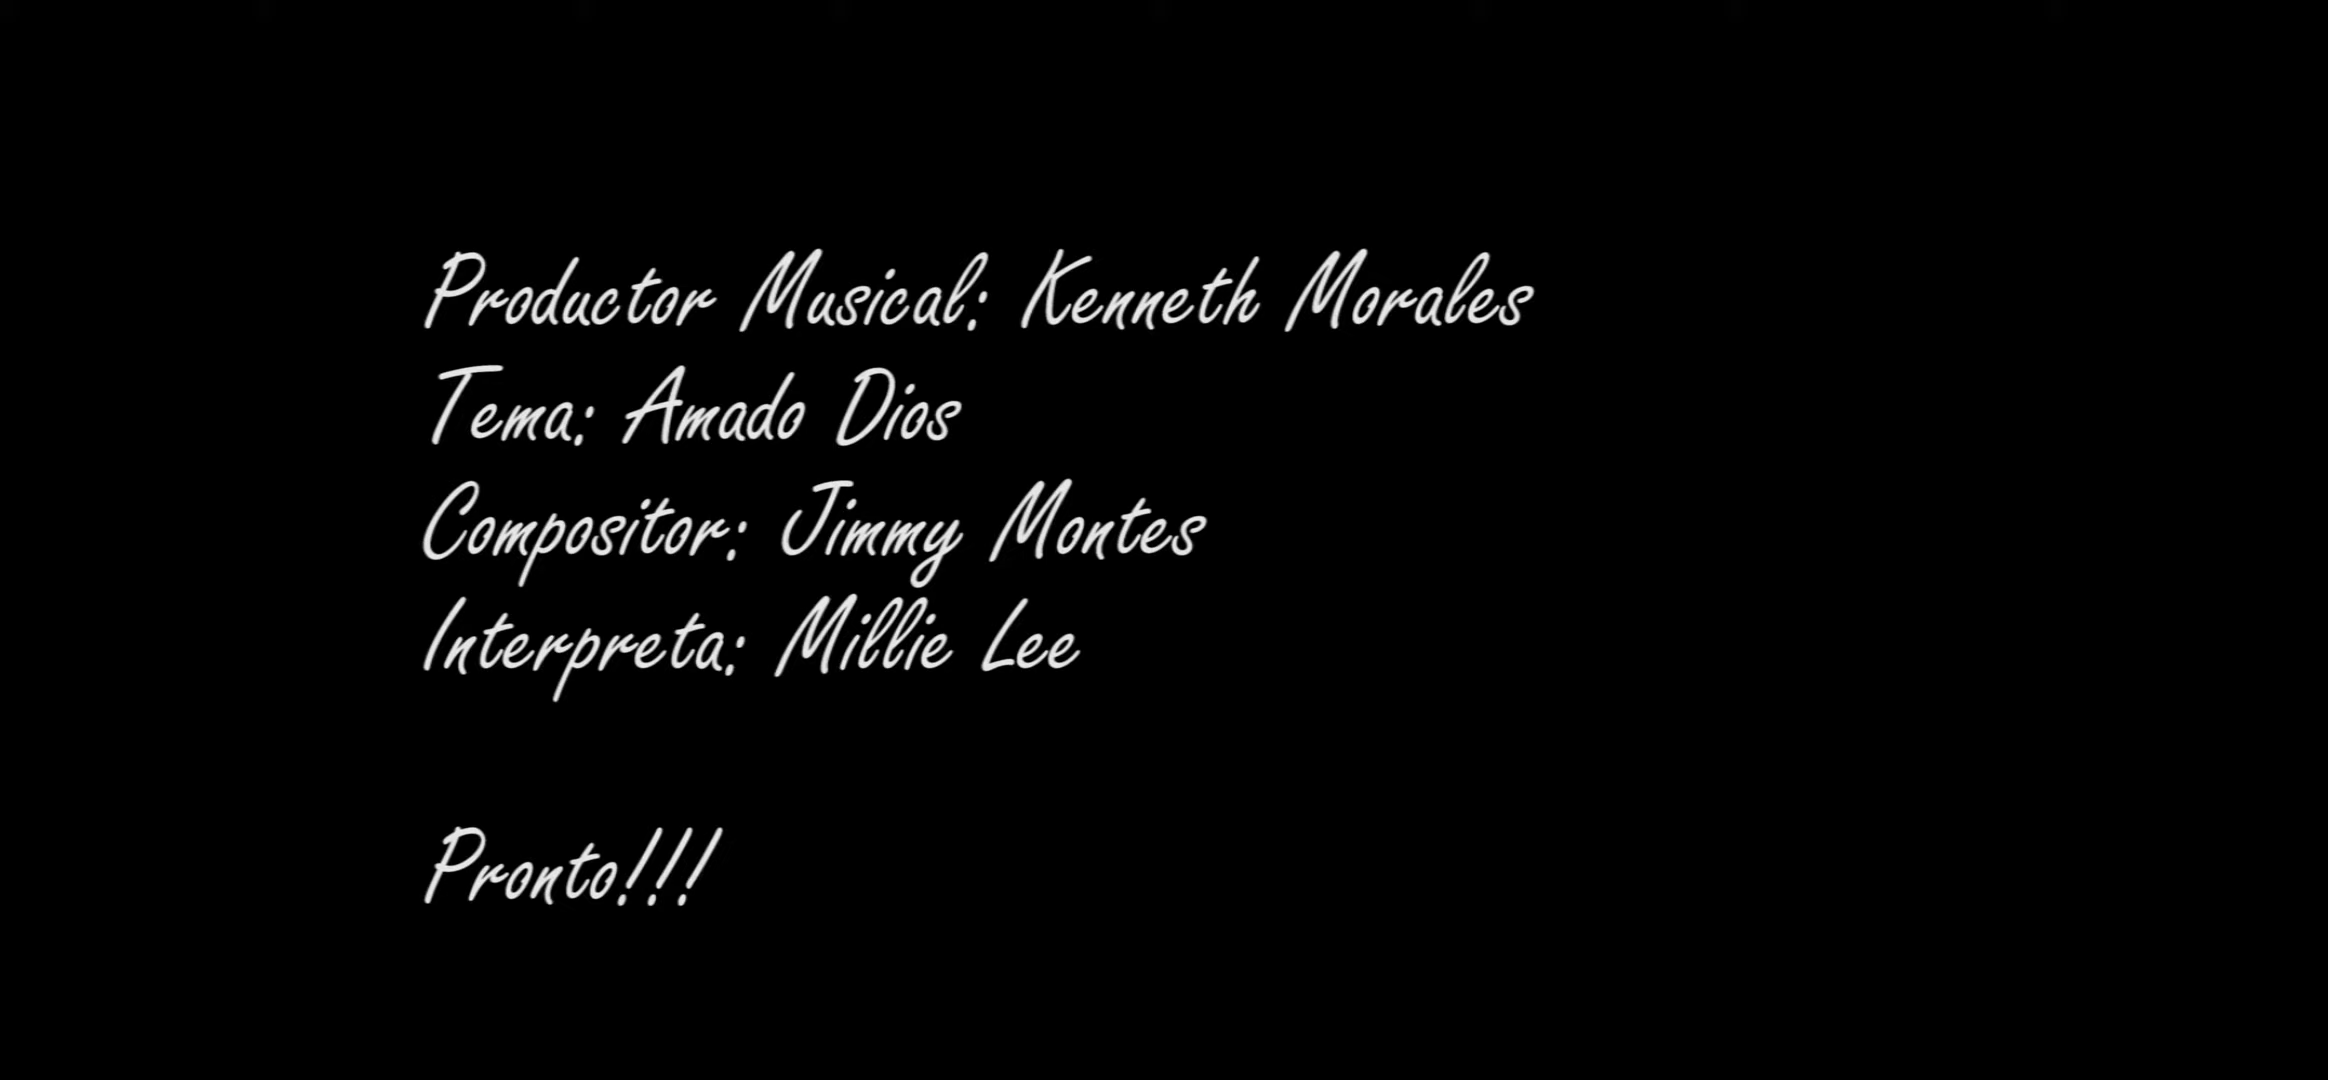 Productor Musical: Kenneth Morales
Tema: Amado Dios
Compositor: Jimmy Montes
Interpreta: Millie Lee
Pronto!!!